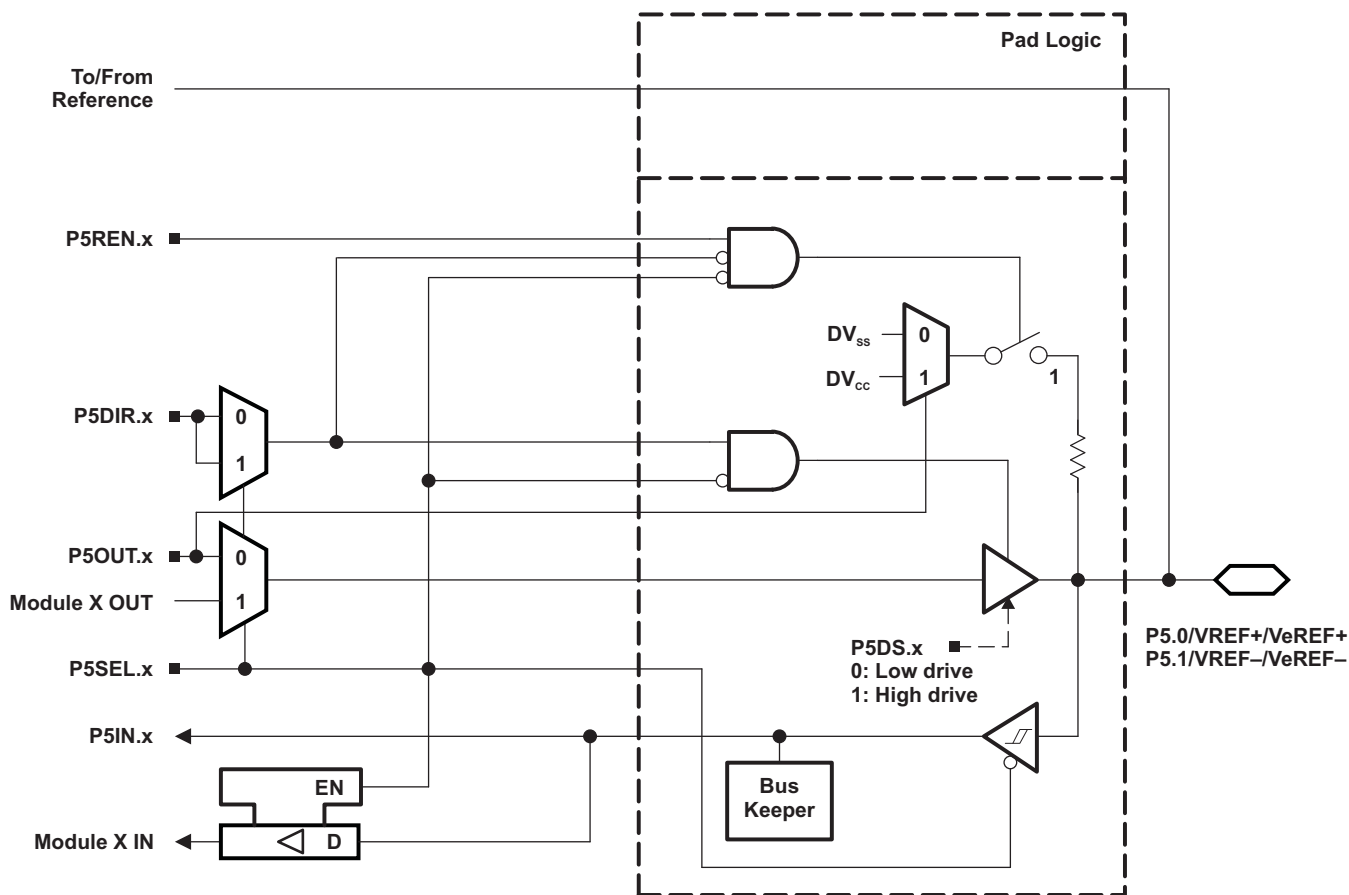 Pad Logic
To/From
Reference
P5REN.x
DVss
0
DVcc
1
1
P5DIR.x
0
1
P5OUT.x
0
Module X OUT
1
P5SEL.x
P5DS.x
0: Low drive
1: High drive
P5.0/VREF+/VeREF+
P5.1/VREF–/VeREF–
P5IN.x
EN
Bus
Keeper
Module X IN
D